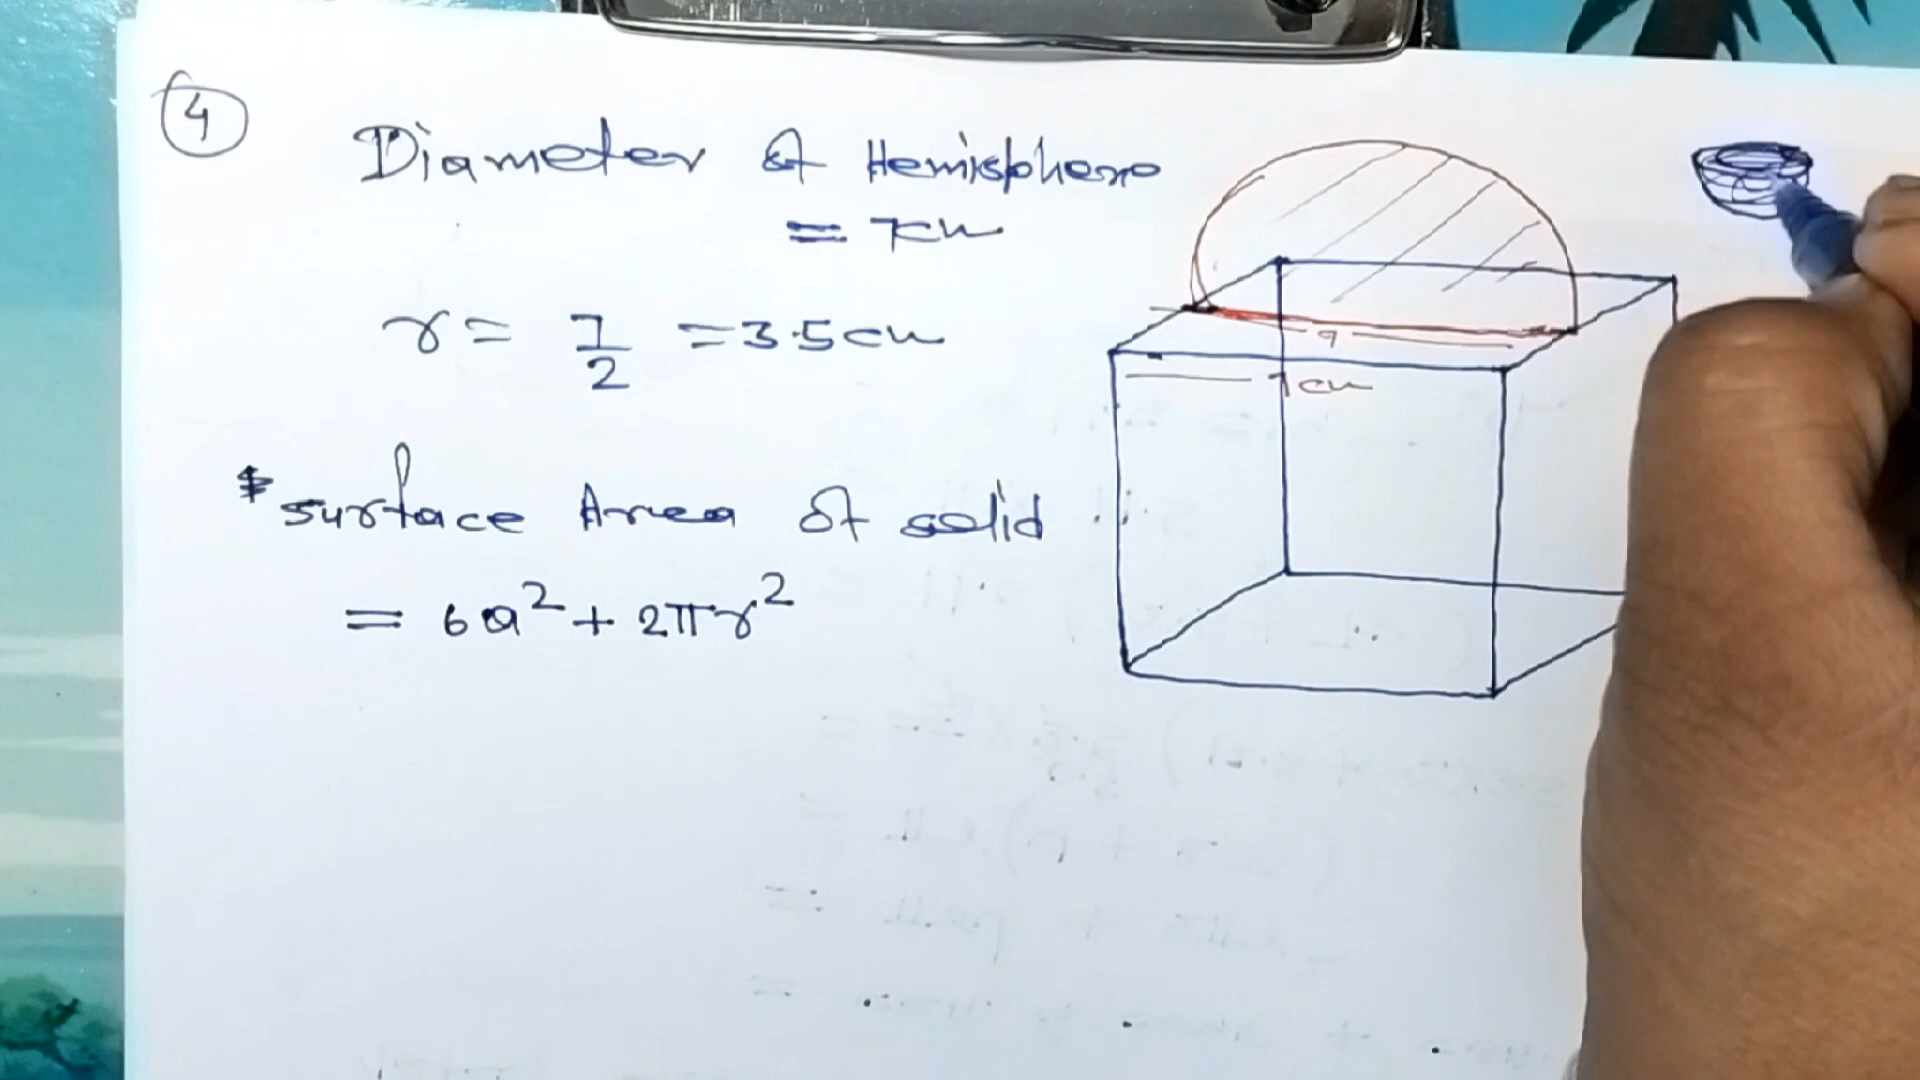 4
Diameter of Hemisphere
= 7cm
r = 7/2 = 3.5cm
7cm
* Surface Area of solid
= 6a² + 2πr²